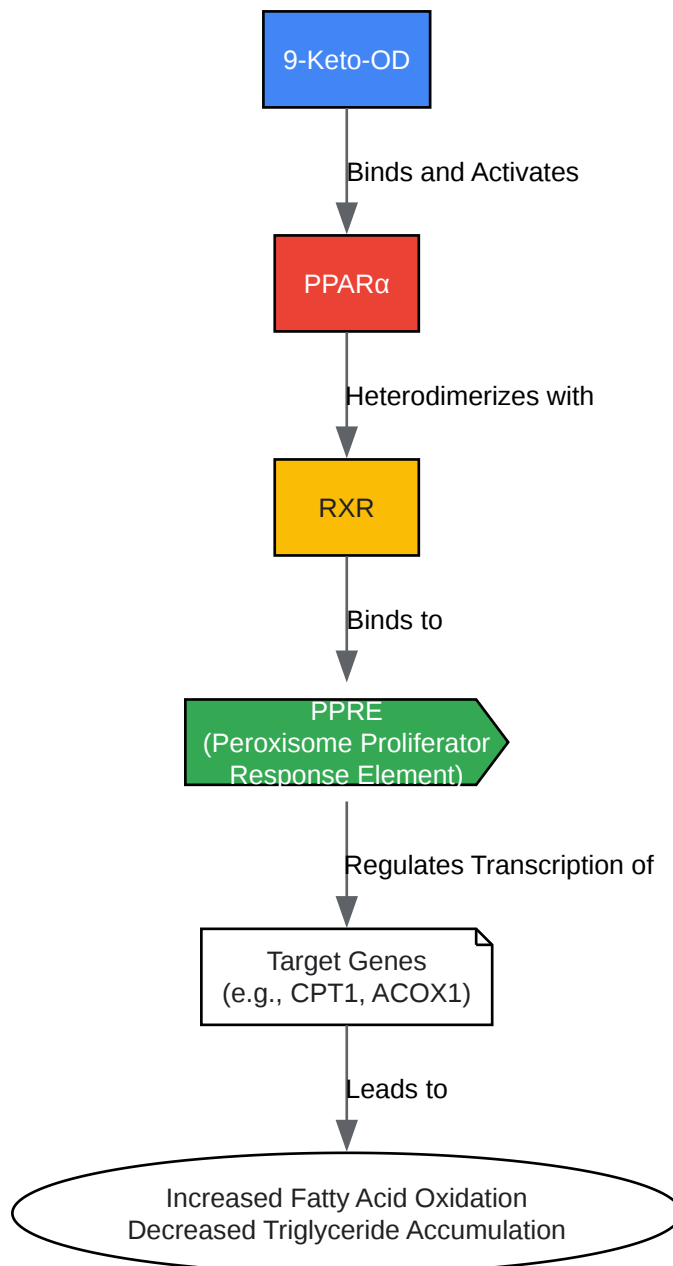 9-Keto-OD
Binds and Activates
PPARα
Heterodimerizes with
RXR
Binds to
PPRE
(Peroxisome Proliferator
Response Element)
Regulates Transcription of
Target Genes
(e.g., CPT1, ACOX1)
Leads to
Increased Fatty Acid Oxidation
Decreased Triglyceride Accumulation